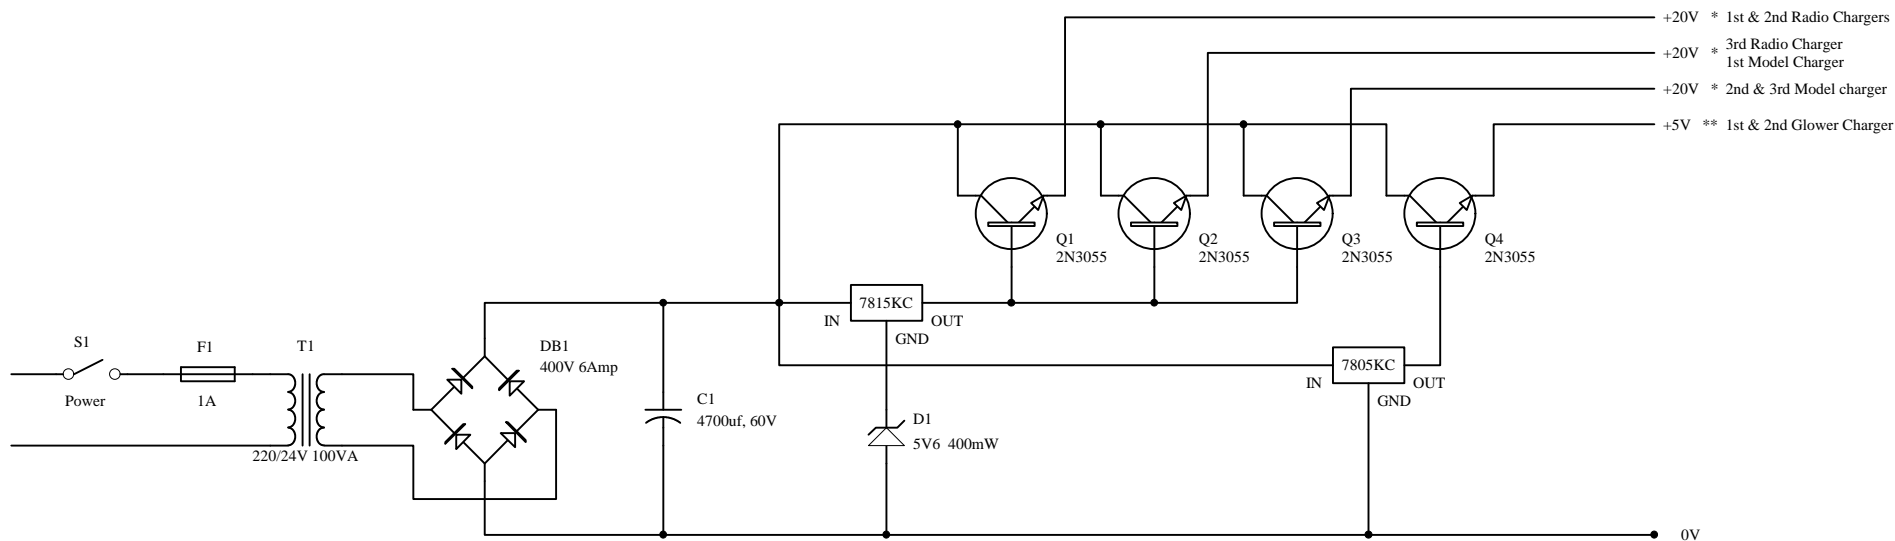 +20V * 1st & 2nd Radio Chargers
+20V * 3rd Radio Charger
1st Model Charger
+20V * 2nd & 3rd Model charger
+5V ** 1st & 2nd Glower Charger
Q1
2N3055
Q2
2N3055
Q3
2N3055
Q4
2N3055
7815KC
IN
OUT
GND
7805KC
IN
OUT
GND
S1
Power
F1
1A
T1
220/24V 100VA
DB1
400V 6Amp
C1
4700uf, 60V
D1
5V6 400mW
0V